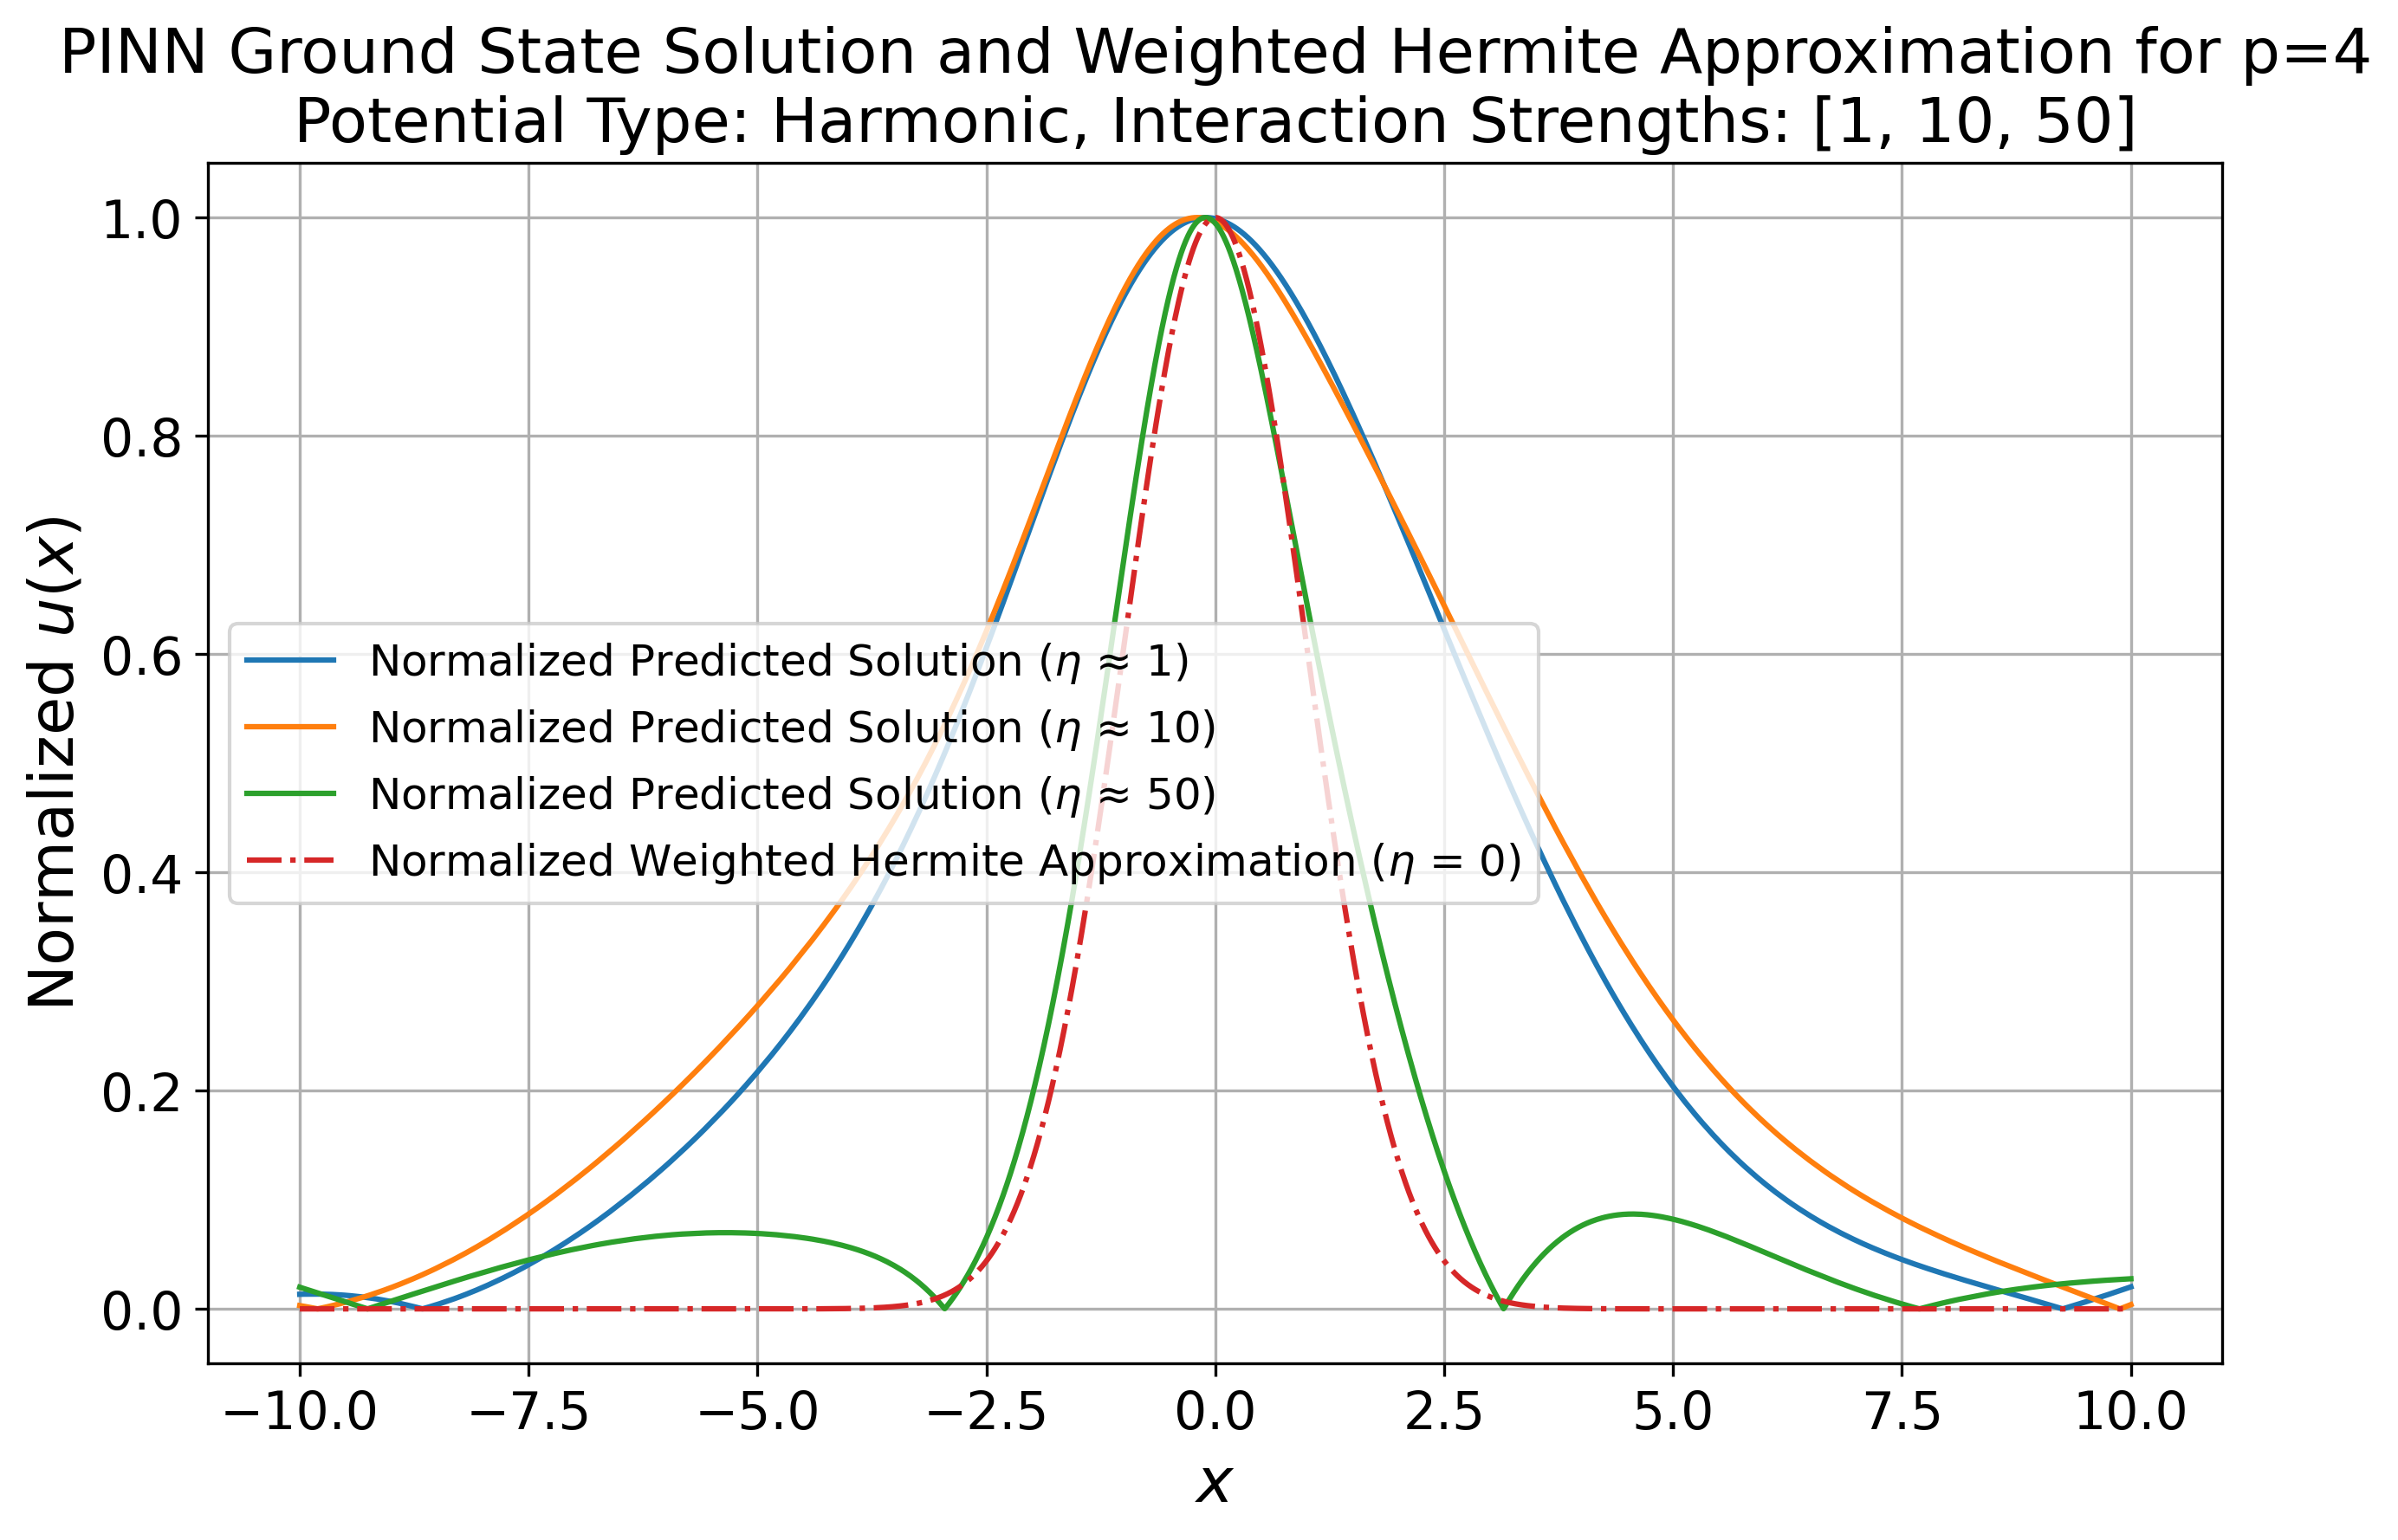 PINN Ground State Solution and Weighted Hermite Approximation for p=4
Potential Type: Harmonic, Interaction Strengths: [1, 10, 50]
1.0
0.8
0.6
0.4
0.2
0.0
Normalized u(x)
Normalized Predicted Solution (η ≈ 1)
Normalized Predicted Solution (η ≈ 10)
Normalized Predicted Solution (η ≈ 50)
Normalized Weighted Hermite Approximation (η = 0)
−10.0 −7.5 −5.0 −2.5 0.0 2.5 5.0 7.5 10.0
x